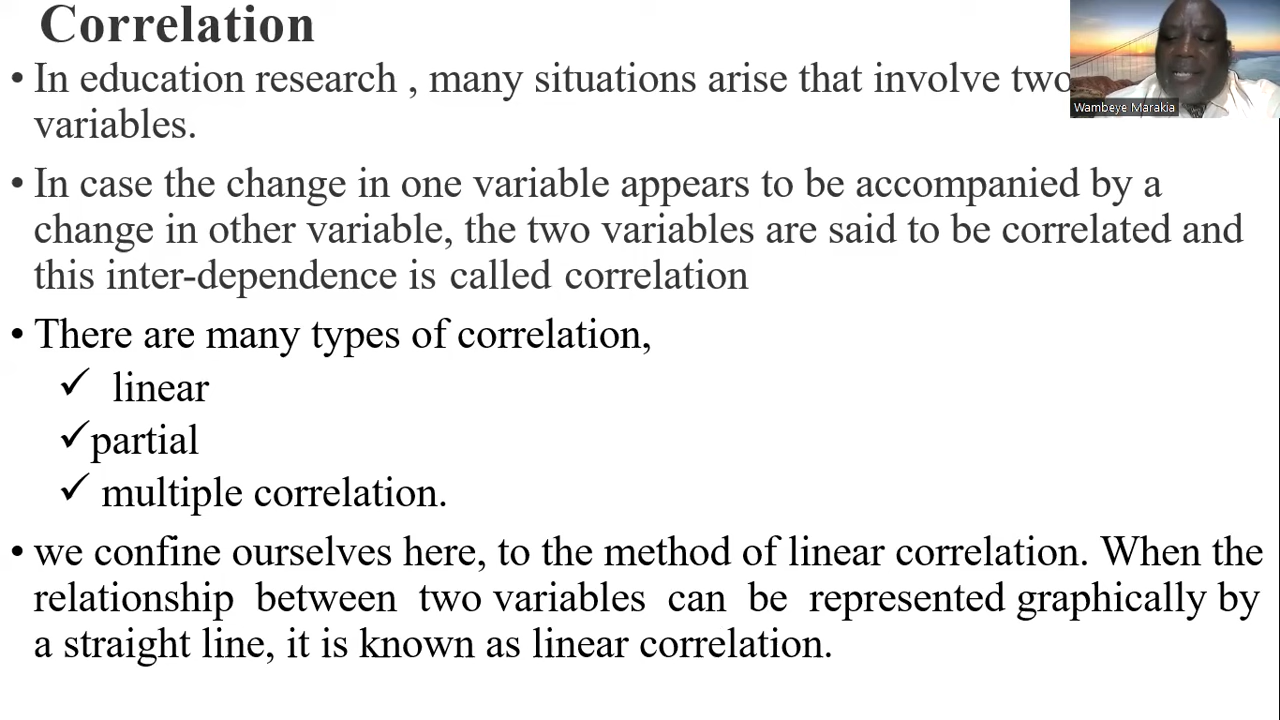 Correlation
• In education research , many situations arise that involve two
variables.
• In case the change in one variable appears to be accompanied by a
change in other variable, the two variables are said to be correlated and
this inter-dependence is called correlation
• There are many types of correlation,
✓ linear
✓partial
✓ multiple correlation.
• we confine ourselves here, to the method of linear correlation. When the
relationship between two variables can be represented graphically by
a straight line, it is known as linear correlation.
Wambeye Marakia